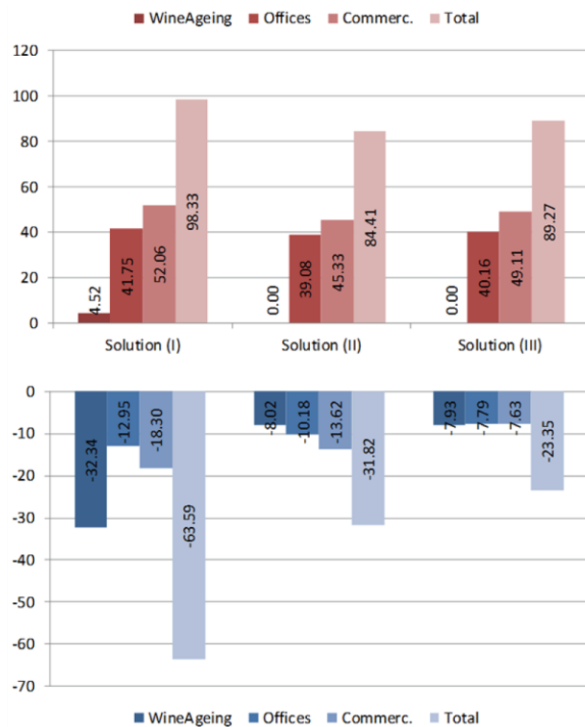 WineAgeing Offices Commerc. Total
120
100
80
60
40
20
0
4.52 41.75 52.06 98.33
0.00 39.08 45.33 84.41
0.00 40.16 49.11 89.27
Solution (I) Solution (II) Solution (III)
0
-10
-20
-30
-40
-50
-60
-70
-32.34 -12.95 -18.30 -63.59
-8.02 -10.18 -13.62 -31.82
-7.93 -7.79 -7.63 -23.35
WineAgeing Offices Commerc. Total